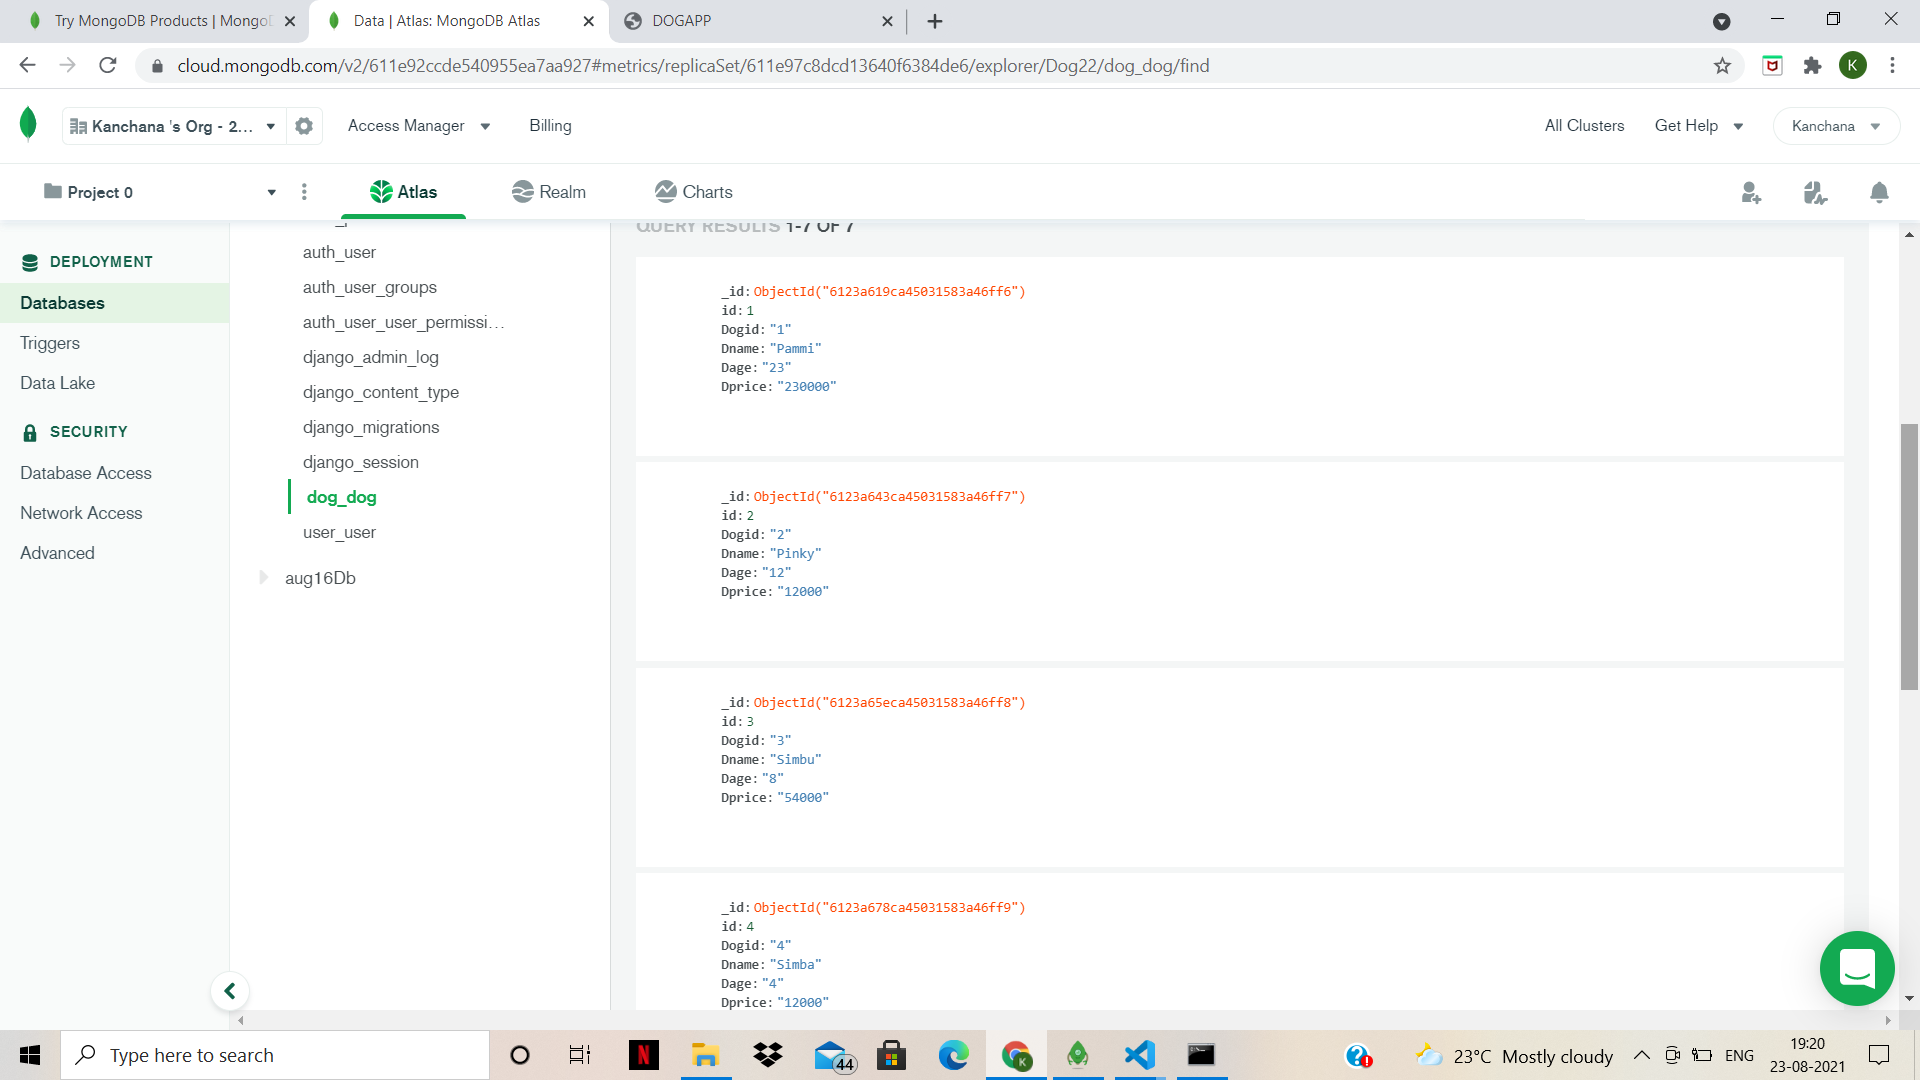 Try MongoDB Products | MongoD
Data | Atlas: MongoDB Atlas
DOGAPP
cloud.mongodb.com/v2/611e92ccde540955ea7aa927#metrics/replicaSet/611e97c8dcd13640f6384de6/explorer/Dog22/dog_dog/find
K
Kanchana 's Org - 2...
Access Manager
Billing
All Clusters
Get Help
Kanchana
Project 0
Atlas
Realm
Charts
DEPLOYMENT
Databases
Triggers
Data Lake
SECURITY
Database Access
Network Access
Advanced
auth_user
auth_user_groups
auth_user_user_permissi...
django_admin_log
django_content_type
django_migrations
django_session
dog_dog
user_user
aug16Db
QUERY RESULTS 1-7 OF 7
_id: ObjectId("6123a619ca45031583a46ff6")
id: 1
Dogid: "1"
Dname: "Pammi"
Dage: "23"
Dprice: "230000"
_id: ObjectId("6123a643ca45031583a46ff7")
id: 2
Dogid: "2"
Dname: "Pinky"
Dage: "12"
Dprice: "12000"
_id: ObjectId("6123a65eca45031583a46ff8")
id: 3
Dogid: "3"
Dname: "Simbu"
Dage: "8"
Dprice: "54000"
_id: ObjectId("6123a678ca45031583a46ff9")
id: 4
Dogid: "4"
Dname: "Simba"
Dage: "4"
Dprice: "12000"
Type here to search
N
44
K
23°C Mostly cloudy
ENG
19:20
23-08-2021